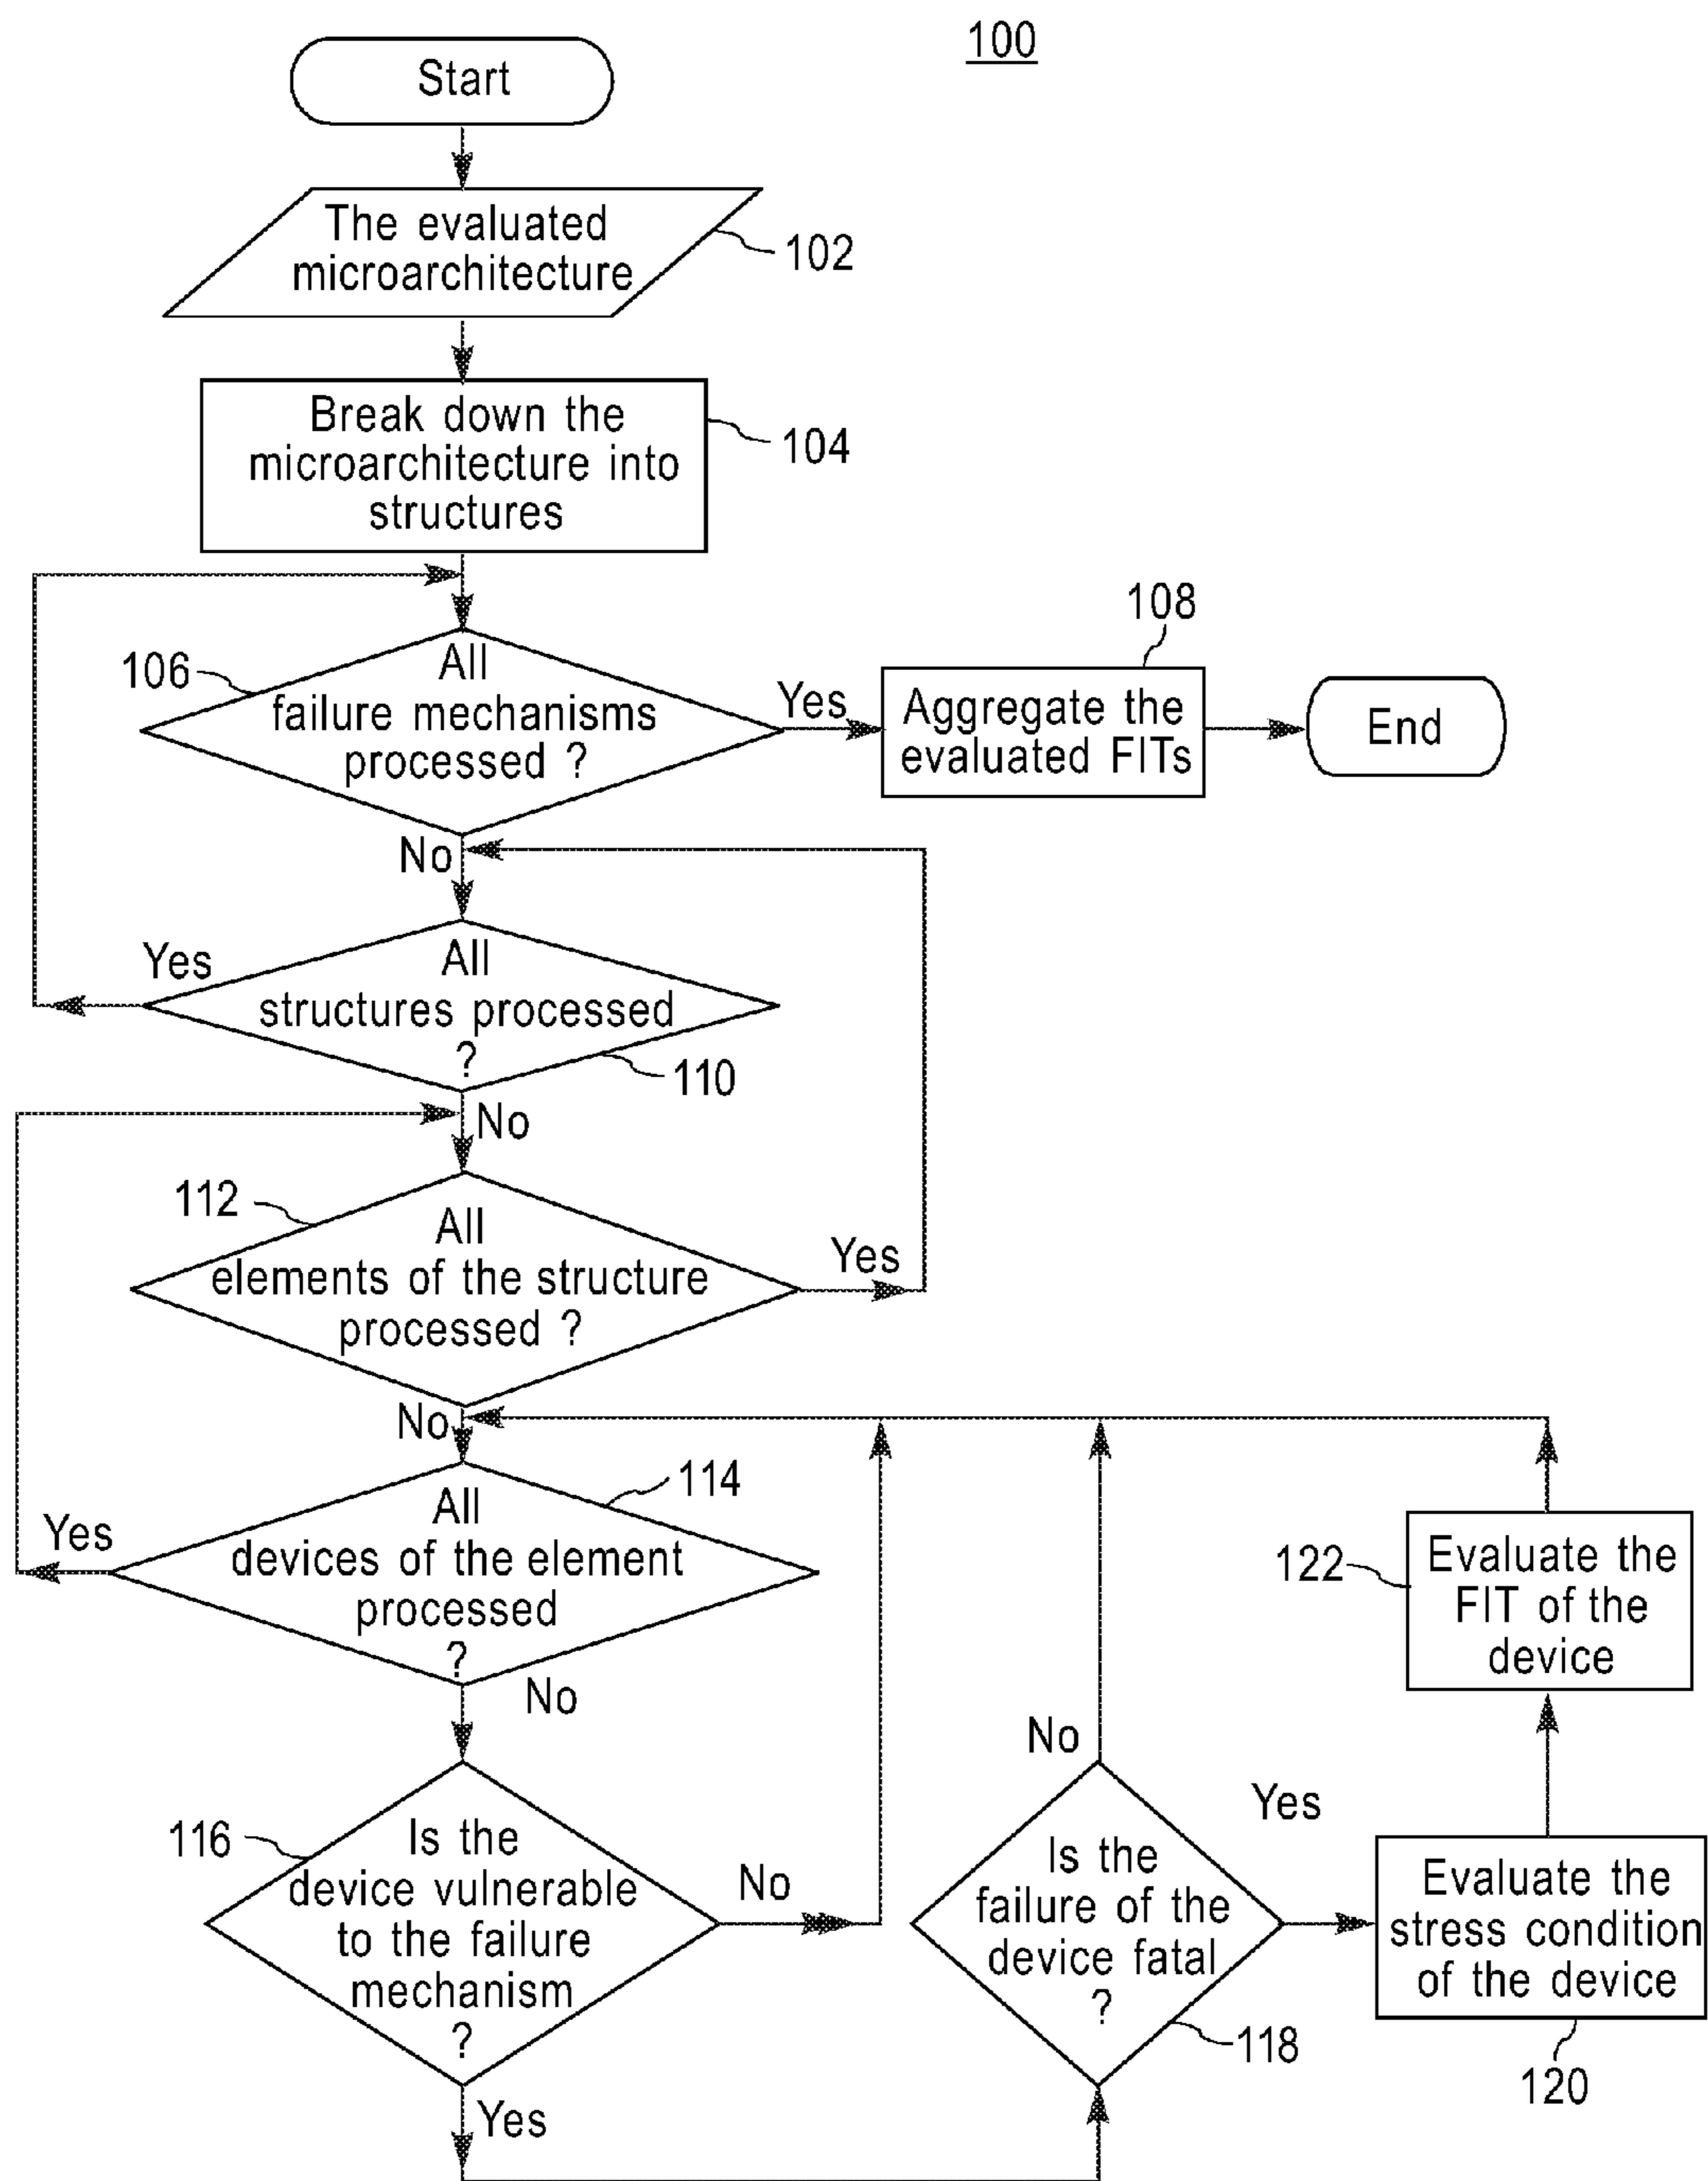 100
Start
The evaluated
microarchitecture
102
Break down the
microarchitecture into
structures
104
108
106
All
failure mechanisms
processed ?
Yes
Aggregate the
evaluated FITs
End
No
Yes
All
structures processed
?
110
No
112
All
elements of the structure
processed ?
Yes
No
114
Yes
All
devices of the element
processed
?
No
122
Evaluate the
FIT of the
device
116
Is the
device vulnerable
to the failure
mechanism
?
No
Yes
No
Is the
failure of the
device fatal
?
118
Yes
Evaluate the
stress condition
of the device
120